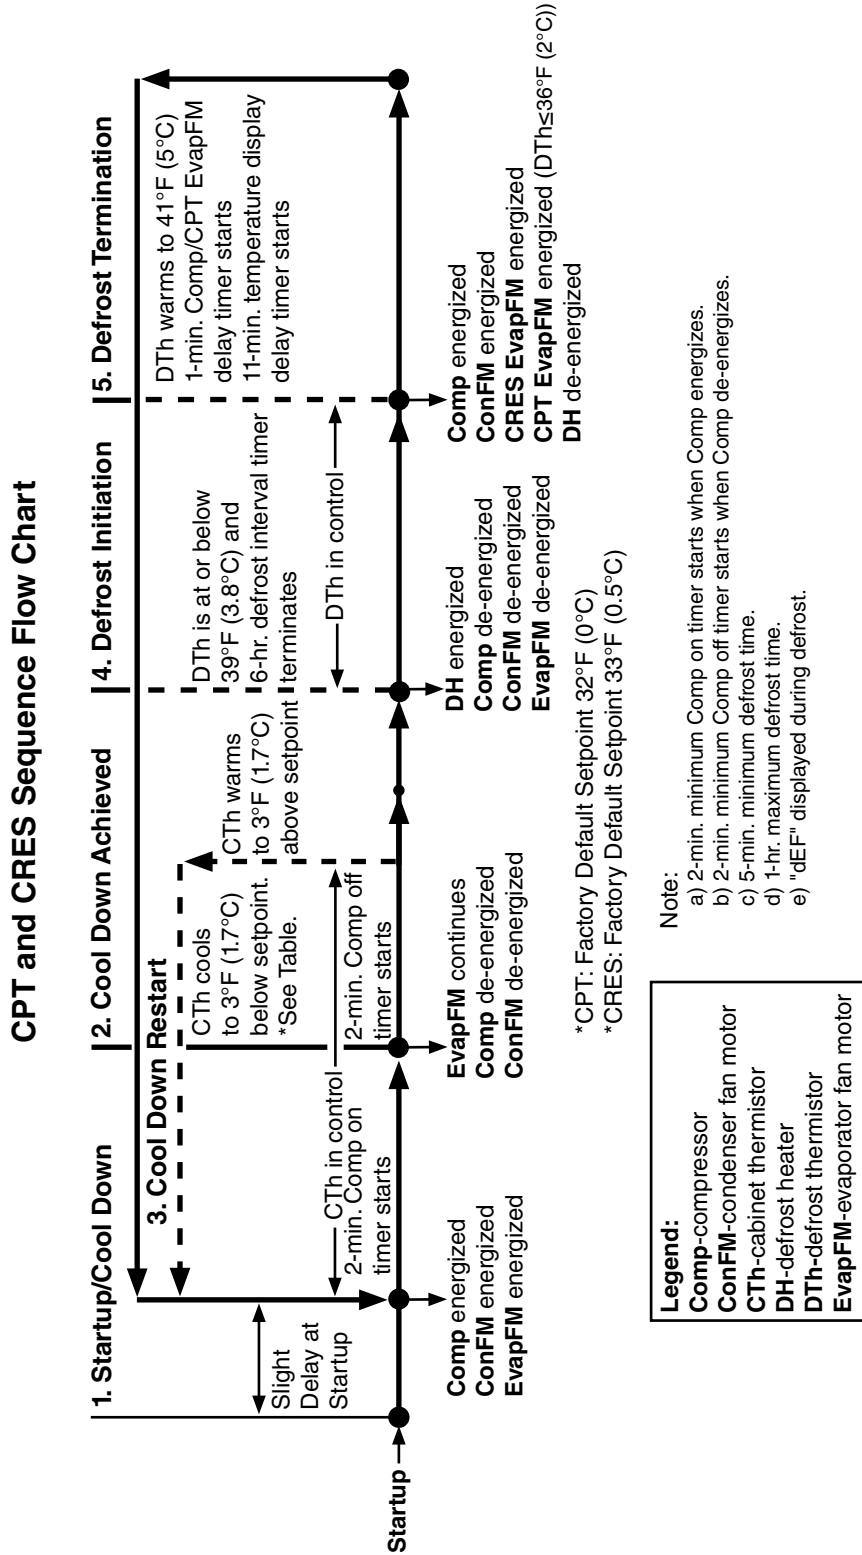 CPT and CRES Sequence Flow Chart
1. Startup/Cool Down
2. Cool Down Achieved
4. Defrost Initiation
5. Defrost Termination
3. Cool Down Restart
Slight
Delay at
Startup
CTh in control
2-min. Comp on
timer starts
CTh cools
to 3°F (1.7°C)
below setpoint.
*See Table.
2-min. Comp off
timer starts
CTh warms
to 3°F (1.7°C)
above setpoint
DTh is at or below
39°F (3.8°C) and
6-hr. defrost interval timer
terminates
DTh in control
DTh warms to 41°F (5°C)
1-min. Comp/CPT EvapFM
delay timer starts
11-min. temperature display
delay timer starts
Startup
Comp energized
ConFM energized
EvapFM energized
EvapFM continues
Comp de-energized
ConFM de-energized
DH energized
Comp de-energized
ConFM de-energized
EvapFM de-energized
Comp energized
ConFM energized
CRES EvapFM energized
CPT EvapFM energized (DTh≤36°F (2°C))
DH de-energized
*CPT: Factory Default Setpoint 32°F (0°C)
*CRES: Factory Default Setpoint 33°F (0.5°C)
Legend:
Comp-compressor
ConFM-condenser fan motor
CTh-cabinet thermistor
DH-defrost heater
DTh-defrost thermistor
EvapFM-evaporator fan motor
Note:
a) 2-min. minimum Comp on timer starts when Comp energizes.
b) 2-min. minimum Comp off timer starts when Comp de-energizes.
c) 5-min. minimum defrost time.
d) 1-hr. maximum defrost time.
e) "dEF" displayed during defrost.